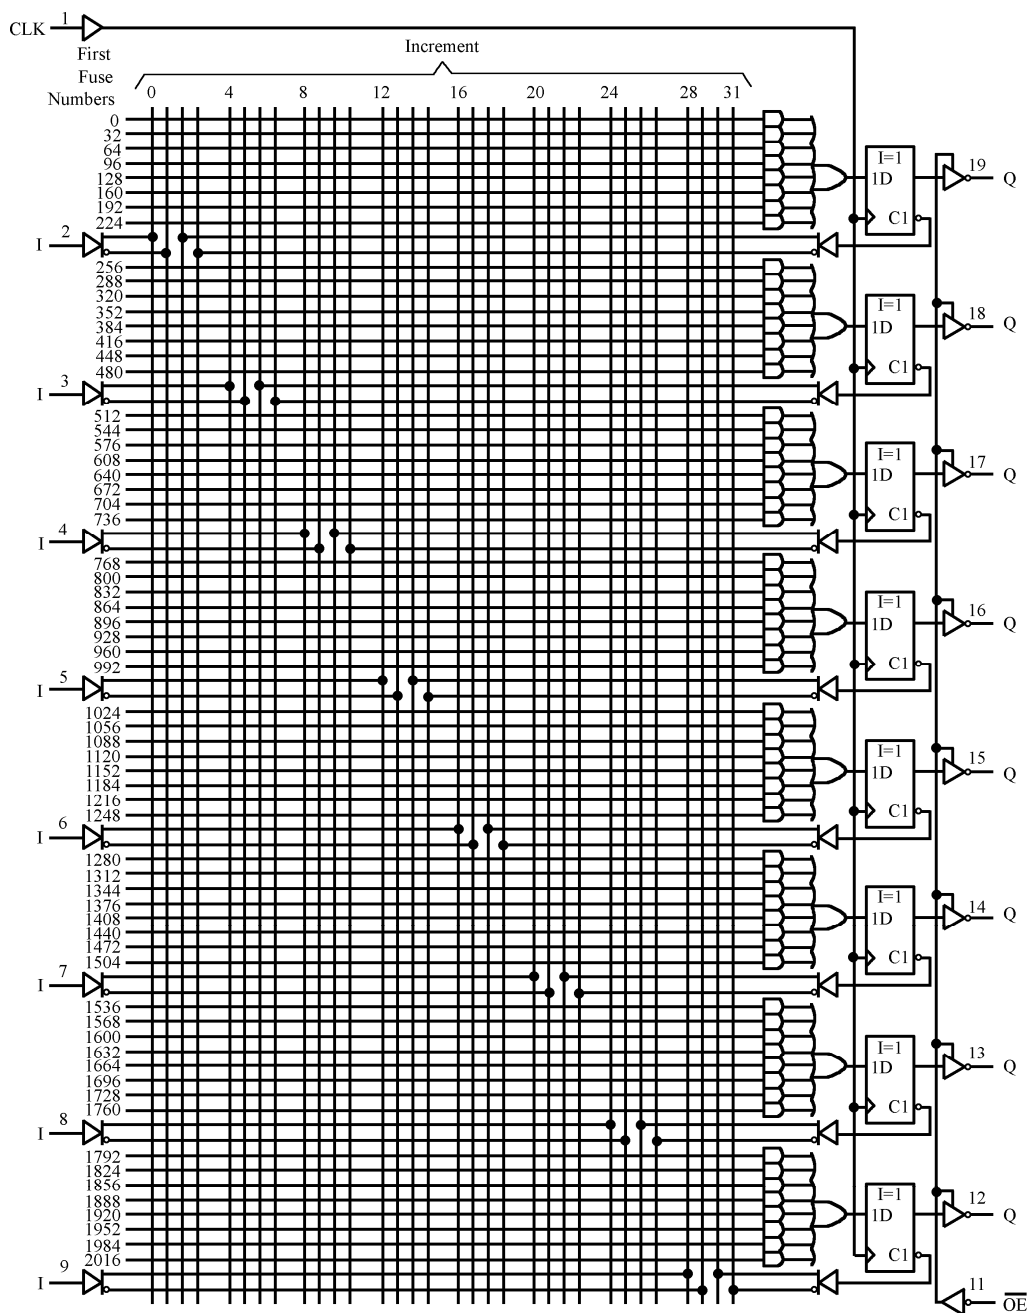 CLK 1
Increment
First
Fuse
Numbers
0 4 8 12 16 20 24 28 31
0
32
64
96
128
160
192
224
I=1
1D
C1
19 Q
I 2
256
288
320
352
384
416
448
480
I=1
1D
C1
18 Q
I 3
512
544
576
608
640
672
704
736
I=1
1D
C1
17 Q
I 4
768
800
832
864
896
928
960
992
I=1
1D
C1
16 Q
I 5
1024
1056
1088
1120
1152
1184
1216
1248
I=1
1D
C1
15 Q
I 6
1280
1312
1344
1376
1408
1440
1472
1504
I=1
1D
C1
14 Q
I 7
1536
1568
1600
1632
1664
1696
1728
1760
I=1
1D
C1
13 Q
I 8
1792
1824
1856
1888
1920
1952
1984
2016
I=1
1D
C1
12 Q
I 9
11 O̅E̅